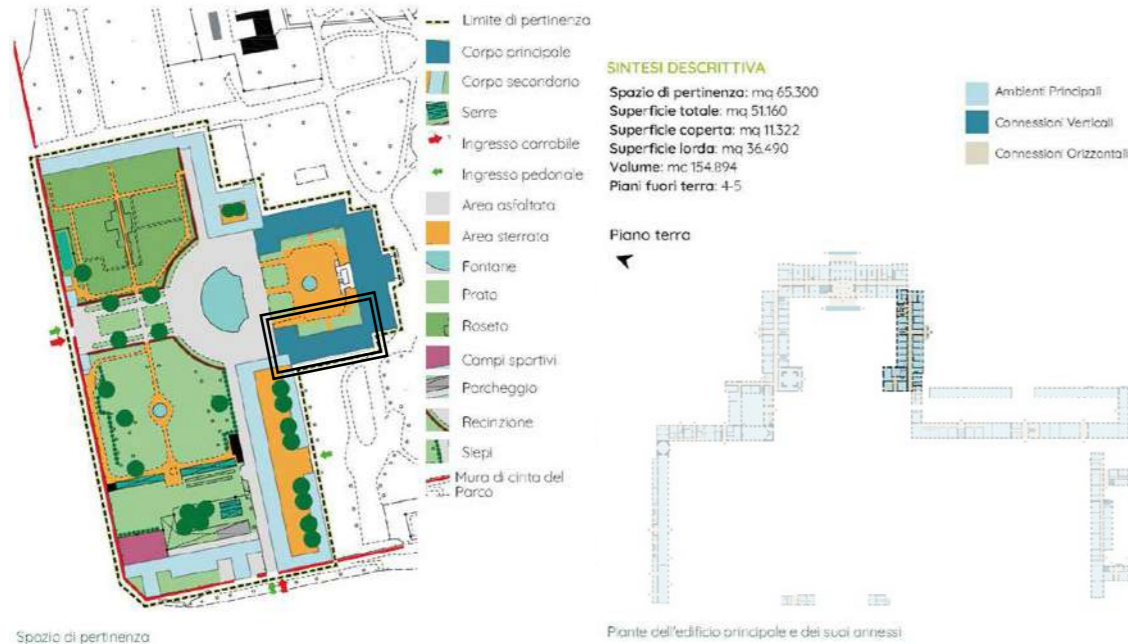 Limite di pertinenza
Corpo principale
Corpo secondario
Serre
Ingresso carrabile
Ingresso pedonale
Area asfaltata
Area sterrata
Fontane
Prato
Roseto
Campi sportivi
Parcheggio
Recinzione
Siepi
Mura di cinta del
Parco
Spazio di pertinenza
SINTESI DESCRITTIVA
Spazio di pertinenza: mq 65.300
Superficie totale: mq 51.160
Superficie coperta: mq 11.322
Superficie lorda: mq 36.490
Volume: mc 154.894
Piani fuori terra: 4-5
Ambienti Principali
Connessioni Verticali
Connessioni Orizzontali
Piano terra
Piante dell'edificio principale e dei suoi annessi